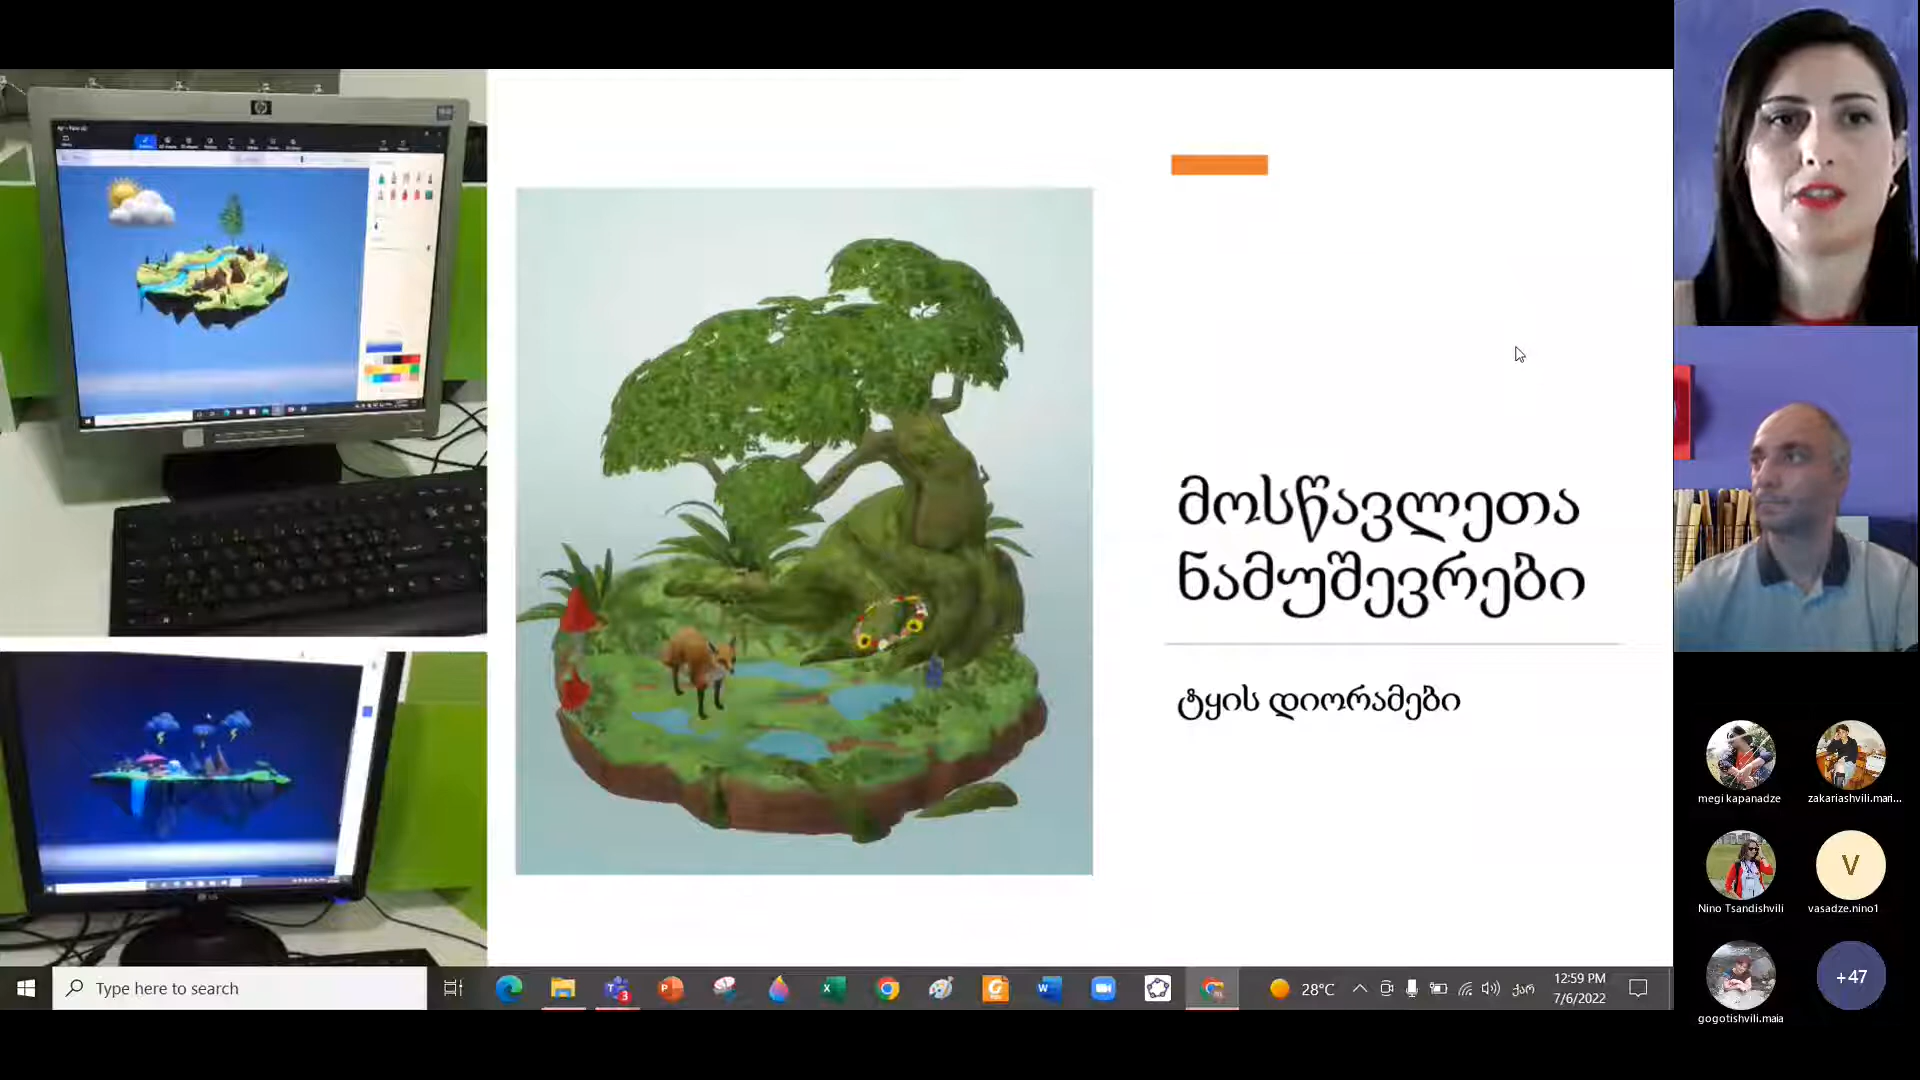 მოსწავლეთა
ნამუშევრები
ტყის დიორამები
megi kapanadze
zakariashvili.mari...
Nino Tsandishvili
V
vasadze.nino1
gogotishvili.maia
+47
Type here to search
28°C
ქარ
12:59 PM
7/6/2022